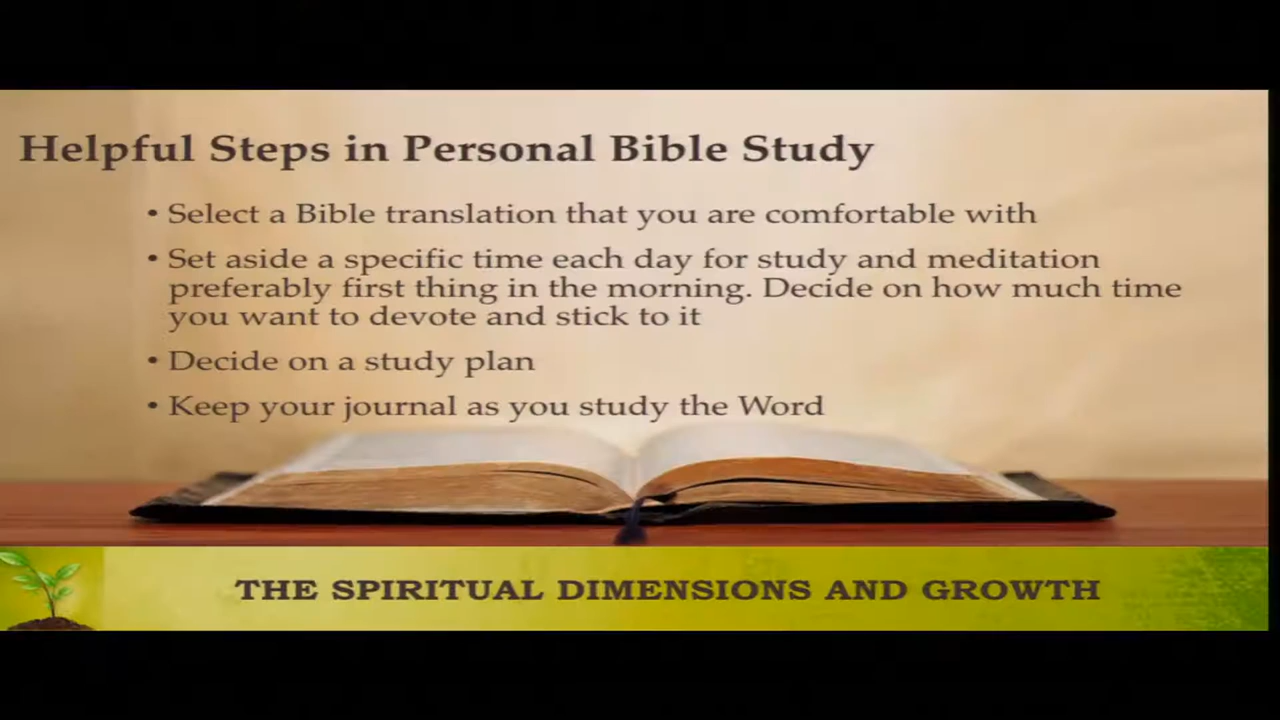 Helpful Steps in Personal Bible Study
• Select a Bible translation that you are comfortable with
• Set aside a specific time each day for study and meditation
preferably first thing in the morning. Decide on how much time
you want to devote and stick to it
• Decide on a study plan
• Keep your journal as you study the Word
THE SPIRITUAL DIMENSIONS AND GROWTH